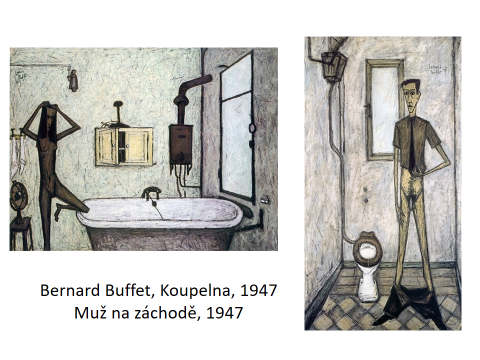 Bernard Buffet, Koupelna, 1947
Muž na záchodě, 1947